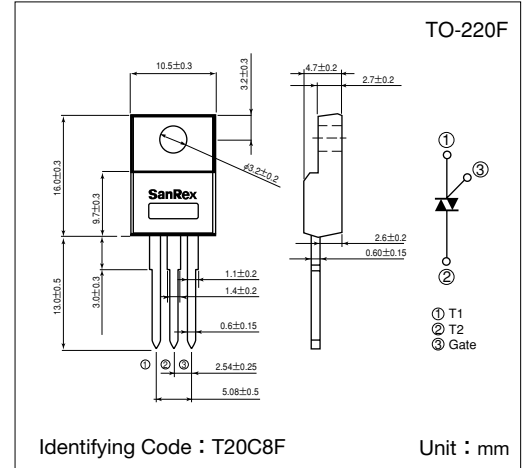 TO-220F
10.5±0.3
3.2±0.3
4.7±0.2
2.7±0.2
φ3.2±0.2
16.0±0.3
9.7±0.3
SanRex
① 
③
②
2.6±0.2
0.60±0.15
13.0±0.5
3.0±0.3
1.1±0.2
1.4±0.2
0.6±0.15
① ② ③
2.54±0.25
5.08±0.5
① T1
② T2
③ Gate
Identifying Code：T20C8F
Unit：mm